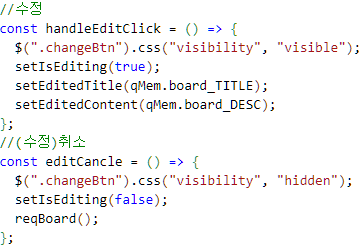 //수정
const handleEditClick = () => {
  $(".changeBtn").css("visibility", "visible");
  setIsEditing(true);
  setEditedTitle(qMem.board_TITLE);
  setEditedContent(qMem.board_DESC);
};
//(수정)취소
const editCancle = () => {
  $(".changeBtn").css("visibility", "hidden");
  setIsEditing(false);
  reqBoard();
};